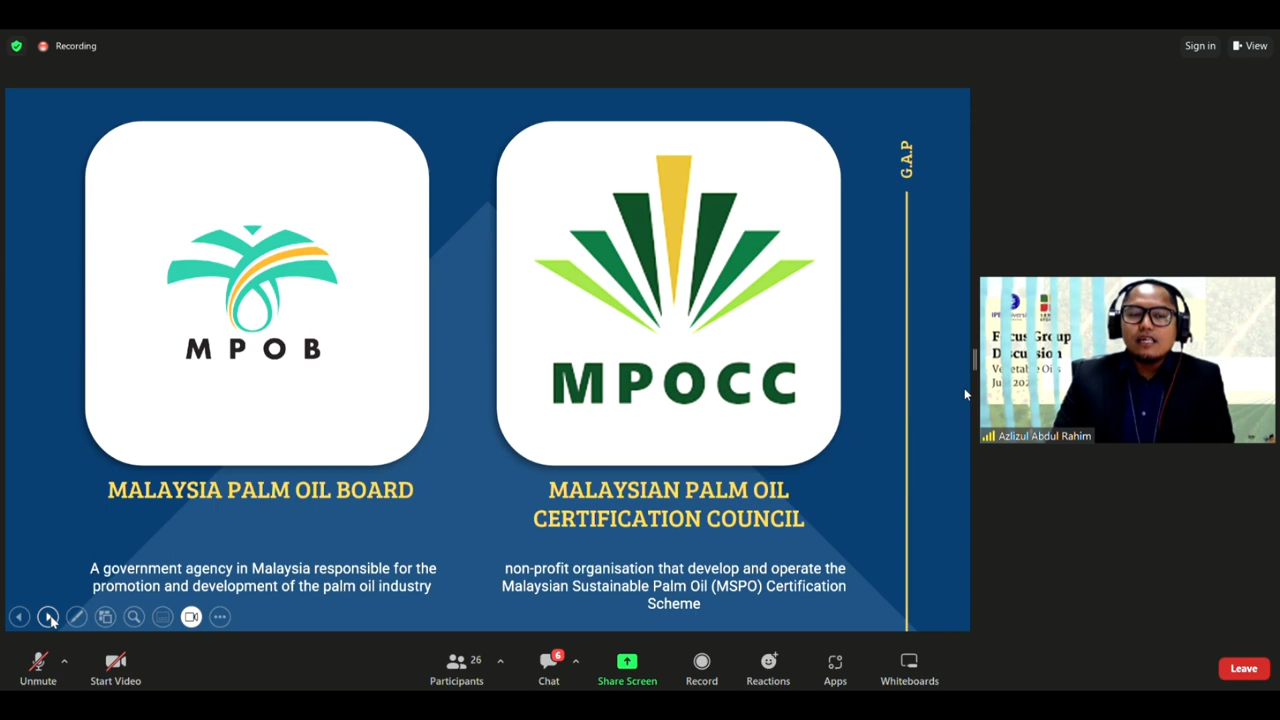 Recording
Sign in
View
G.A.P
MPOB
MPOCC
MALAYSIA PALM OIL BOARD
MALAYSIAN PALM OIL
CERTIFICATION COUNCIL
A government agency in Malaysia responsible for the
promotion and development of the palm oil industry
non-profit organisation that develop and operate the
Malaysian Sustainable Palm Oil (MSPO) Certification
Scheme
Focus Group
Discussion
Vegetable Oils
Azlizul Abdul Rahim
Unmute
Start Video
26
Participants
6
Chat
Share Screen
Record
Reactions
Apps
Whiteboards
Leave